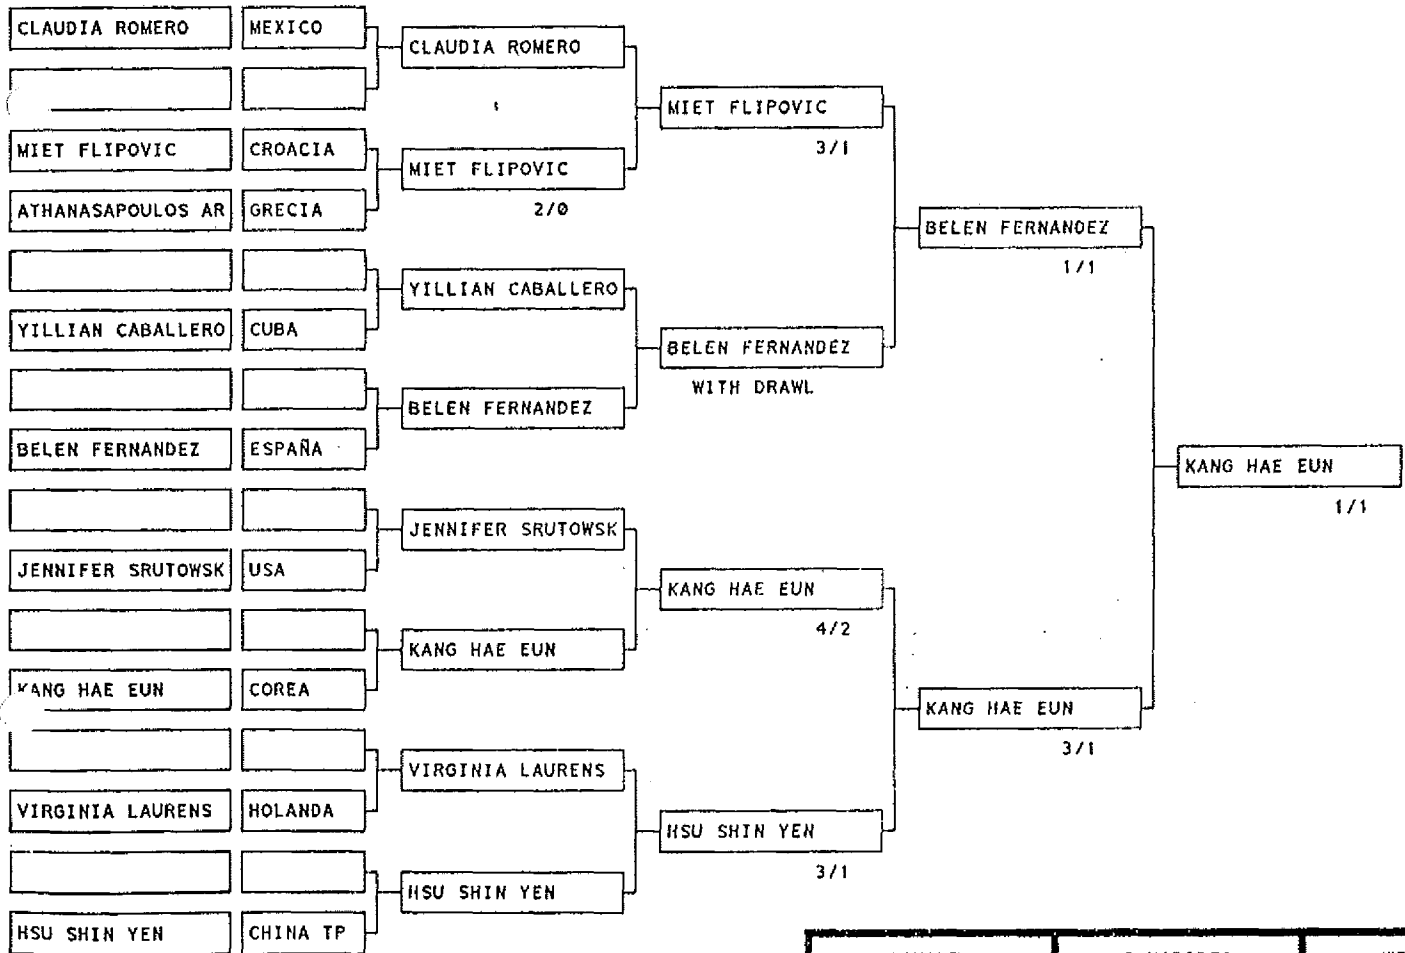 CLAUDIA ROMERO MEXICO
CLAUDIA ROMERO
MIET FLIPOVIC
3/1
MIET FLIPOVIC CROACIA
MIET FLIPOVIC
ATHANASAPOULOS AR GRECIA
2/0
BELEN FERNANDEZ
1/1
YILLIAN CABALLERO
YILLIAN CABALLERO CUBA
BELEN FERNANDEZ
WITH DRAWL
BELEN FERNANDEZ
BELEN FERNANDEZ ESPAÑA
KANG HAE EUN
1/1
JENNIFER SRUTOWSK
JENNIFER SRUTOWSK USA
KANG HAE EUN
4/2
KANG HAE EUN
KANG HAE EUN COREA
KANG HAE EUN
3/1
VIRGINIA LAURENS
VIRGINIA LAURENS HOLANDA
HSU SHIN YEN
3/1
HSU SHIN YEN
HSU SHIN YEN CHINA TP